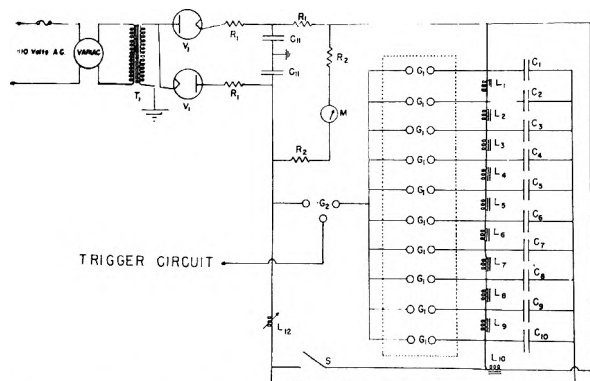 110 Volts A.C.
VARIAC
T1
V1
V1
R1
R1
R1
C11
C11
R2
M
R2
G2
TRIGGER CIRCUIT
L12
S
G1
G1
G1
G1
G1
G1
G1
G1
G1
G1
L1
L2
L3
L4
L5
L6
L7
L8
L9
L10
C1
C2
C3
C4
C5
C6
C7
C8
C9
C10